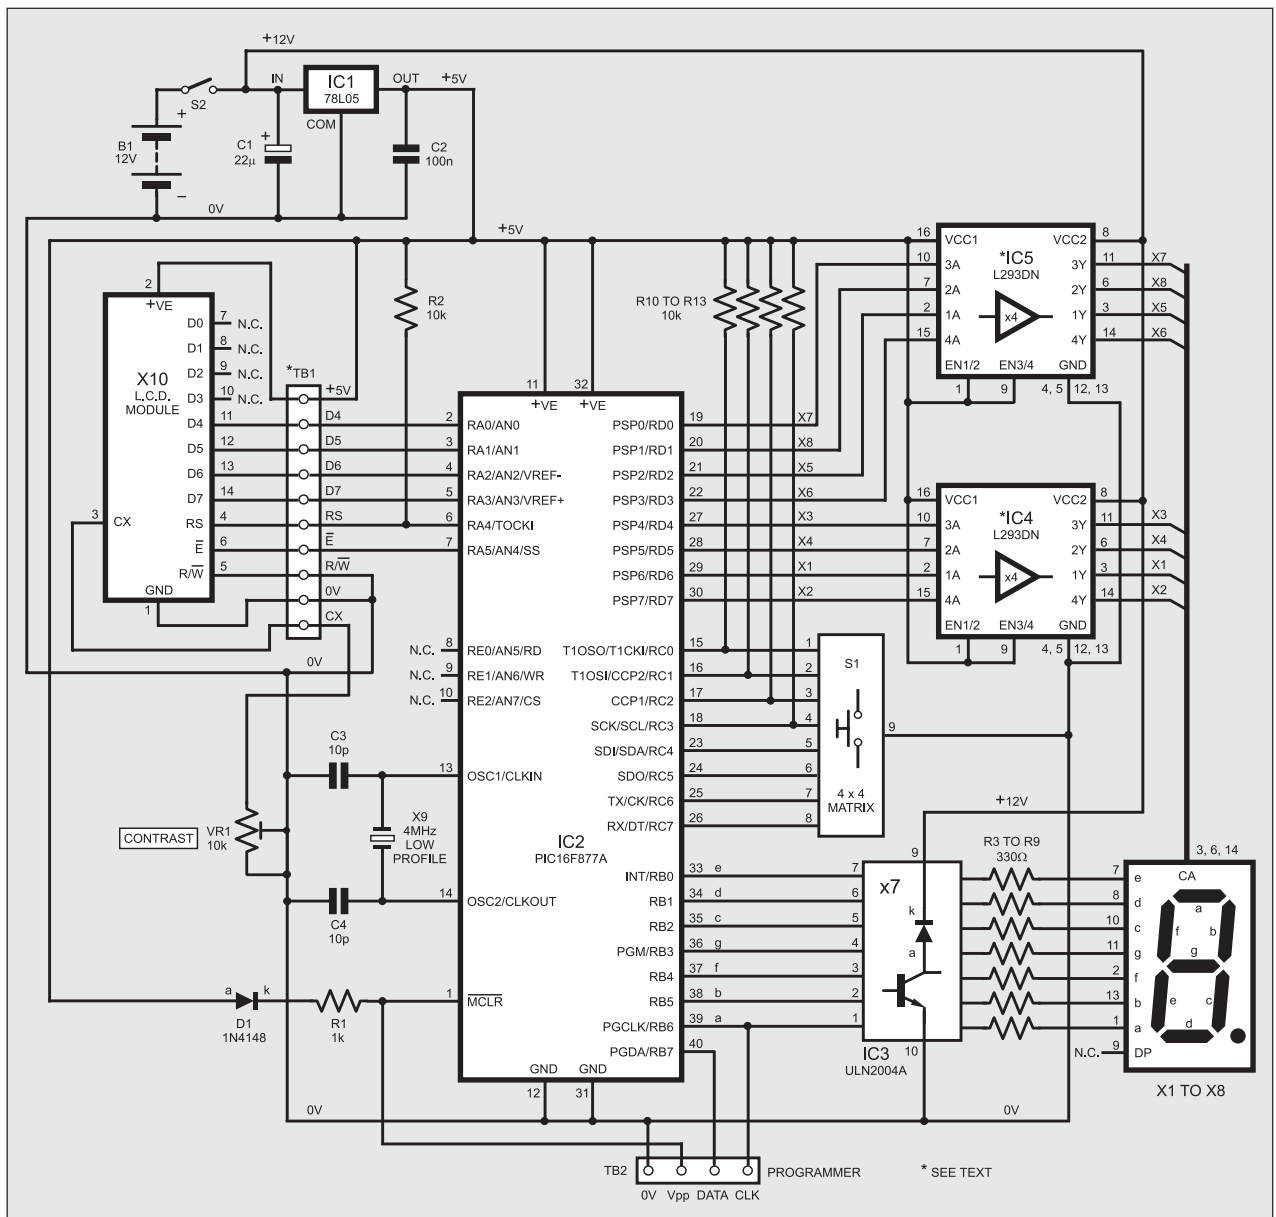 +12V
S2
IN
IC1
78L05
OUT
+5V
COM
+
B1
12V
−
+
C1
22µ
C2
100n
0V
+5V
2
+VE
X10
L.C.D.
MODULE
3
CX
GND
1
D0
7
N.C.
D1
8
N.C.
D2
9
N.C.
D3
10
N.C.
D4
11
D5
12
D6
13
D7
14
RS
4
E
6
R/W
5
*TB1
+5V
D4
D5
D6
D7
RS
E
R/W
0V
CX
0V
R2
10k
R10 TO R13
10k
11
+VE
32
+VE
2
RA0/AN0
3
RA1/AN1
4
RA2/AN2/VREF-
5
RA3/AN3/VREF+
6
RA4/TOCKI
7
RA5/AN4/SS
N.C.
8
RE0/AN5/RD
N.C.
9
RE1/AN6/WR
N.C.
10
RE2/AN7/CS
13
OSC1/CLKIN
14
OSC2/CLKOUT
1
MCLR
IC2
PIC16F877A
GND
12
GND
31
PSP0/RD0
19
X7
PSP1/RD1
20
X8
PSP2/RD2
21
X5
PSP3/RD3
22
X6
PSP4/RD4
27
X3
PSP5/RD5
28
X4
PSP6/RD6
29
X1
PSP7/RD7
30
X2
T1OSO/T1CKI/RC0
15
T1OSI/CCP2/RC1
16
CCP1/RC2
17
SCK/SCL/RC3
18
SDI/SDA/RC4
23
SDO/RC5
24
TX/CK/RC6
25
RX/DT/RC7
26
INT/RB0
33
e
RB1
34
d
RB2
35
c
PGM/RB3
36
g
RB4
37
f
RB5
38
b
PGCLK/RB6
39
a
PGDA/RB7
40
C3
10p
X9
4MHz
LOW
PROFILE
C4
10p
CONTRAST
VR1
10k
a
k
D1
1N4148
R1
1k
0V
0V
TB2
PROGRAMMER
0V
Vpp
DATA
CLK
* SEE TEXT
16
VCC1
VCC2
8
10
3A
*IC5
L293DN
3Y
11
X7
7
2A
2Y
6
X8
2
1A
x4
1Y
3
X5
15
4A
4Y
14
X6
EN1/2
EN3/4
GND
1
9
4, 5
12, 13
16
VCC1
VCC2
8
10
3A
*IC4
L293DN
3Y
11
X3
7
2A
2Y
6
X4
2
1A
x4
1Y
3
X1
15
4A
4Y
14
X2
EN1/2
EN3/4
GND
1
9
4, 5
12, 13
1
2
3
4
5
6
7
8
S1
9
4 x 4
MATRIX
+12V
9
x7
k
a
7
6
5
4
3
2
1
IC3
10
ULN2004A
R3 TO R9
330Ω
3, 6, 14
CA
7
e
8
d
10
c
11
g
2
f
13
b
1
a
N.C.
9
DP
a
f
b
g
e
c
d
X1 TO X8